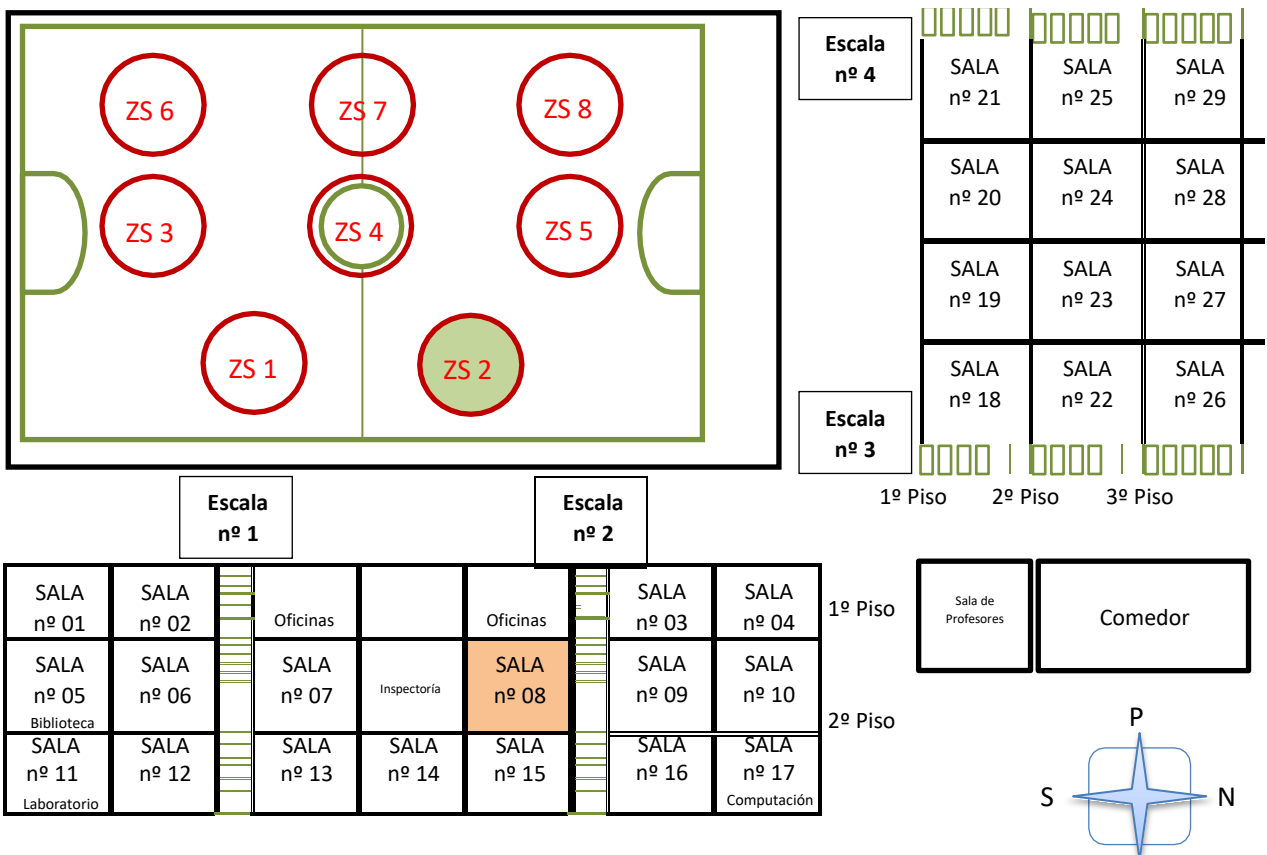 ZS 6
ZS 7
ZS 8
ZS 3
ZS 4
ZS 5
ZS 1
ZS 2
Escala
nº 4
SALA
nº 21
SALA
nº 25
SALA
nº 29
SALA
nº 20
SALA
nº 24
SALA
nº 28
SALA
nº 19
SALA
nº 23
SALA
nº 27
SALA
nº 18
SALA
nº 22
SALA
nº 26
Escala
nº 3
1º Piso
2º Piso
3º Piso
Escala
nº 1
Escala
nº 2
SALA
nº 01
SALA
nº 02
Oficinas
Oficinas
SALA
nº 03
SALA
nº 04
1º Piso
SALA
nº 05
Biblioteca
SALA
nº 06
SALA
nº 07
Inspectoría
SALA
nº 08
SALA
nº 09
SALA
nº 10
2º Piso
SALA
nº 11
Laboratorio
SALA
nº 12
SALA
nº 13
SALA
nº 14
SALA
nº 15
SALA
nº 16
SALA
nº 17
Computación
Sala de
Profesores
Comedor
P
S
N